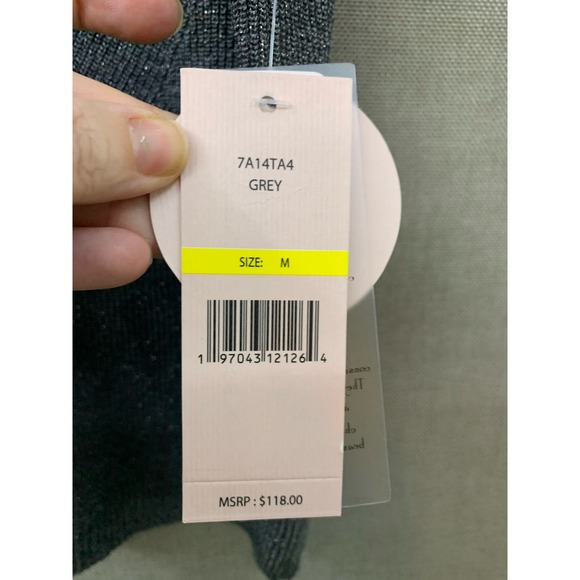 7A14TA4
GREY
SIZE: M
1 97043 12126 4
MSRP : $118.00